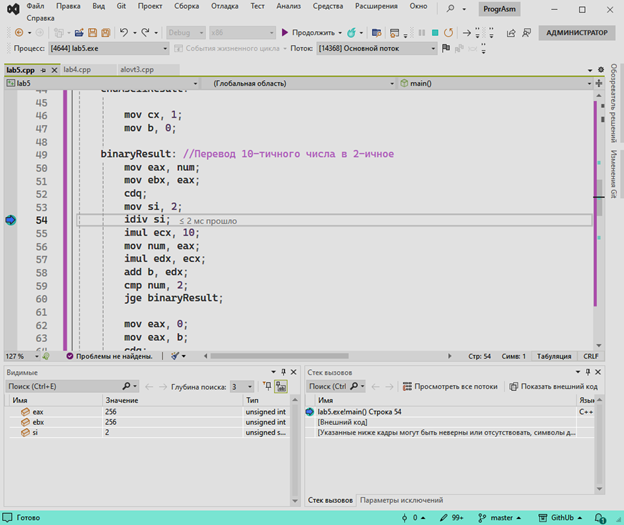 Файл Правка Вид Git Проект Сборка Отладка Тест Анализ Средства Расширения Окно ProgrAsm
Справка
Debug x86 Продолжить АДМИНИСТРАТОР
Процесс: [4644] lab5.exe События жизненного цикла Поток: [14368] Основной поток
lab5.cpp lab4.cpp alovt3.cpp
lab5 (Глобальная область) main()
45
46 mov cx, 1;
47 mov b, 0;
48
49 binaryResult: //Перевод 10-тичного числа в 2-ичное
50 mov eax, num;
51 mov ebx, eax;
52 cdq;
53 mov si, 2;
54 idiv si; ≤ 2 мс прошло
55 imul ecx, 10;
56 mov num, eax;
57 imul edx, ecx;
58 add b, edx;
59 cmp num, 2;
60 jge binaryResult;
61
62 mov eax, 0;
63 mov eax, b;
127 % Проблемы не найдены. Стр: 54 Симв: 1 Табуляция CRLF
Обозреватель решений
Изменения Git
Видимые
Поиск (Ctrl+E) Глубина поиска: 3
Имя Значение Тип
eax 256 unsigned int
ebx 256 unsigned int
si 2 unsigned s...
Стек вызовов
Поиск (Ctrl Просмотреть все потоки Показать внешний код
Имя Язык
lab5.exe!main() Строка 54 C++
[Внешний код]
[Указанные ниже кадры могут быть неверны или отсутствовать, символы д...
Стек вызовов Параметры исключений
Готово 0 99+ master GitHub 1